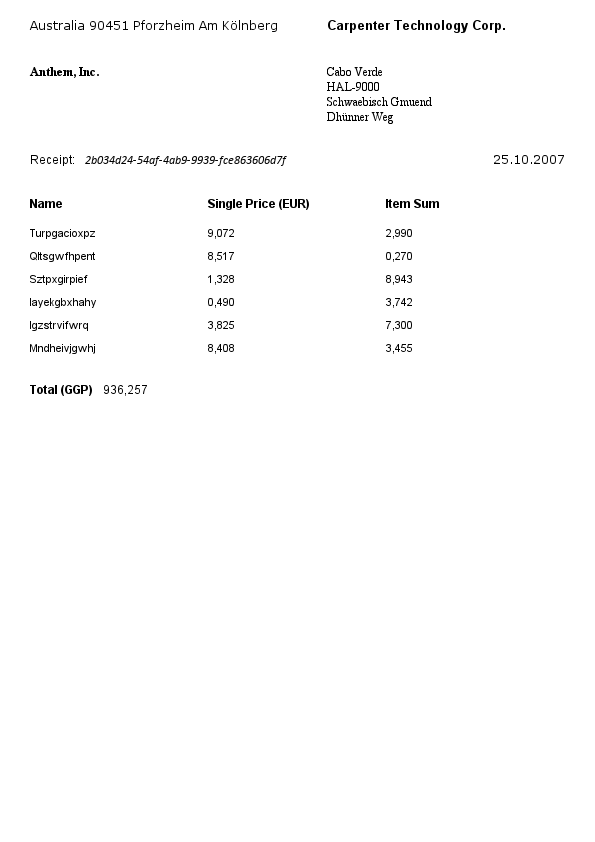 Australia 90451 Pforzheim Am Kölnberg Carpenter Technology Corp.
Anthem, Inc.
Cabo Verde
HAL-9000
Schwaebisch Gmuend
Dhünner Weg
Receipt: 2b034d24-54af-4ab9-9939-fce863606d7f 25.10.2007
Name Single Price (EUR) Item Sum
Turpgacioxpz 9,072 2,990
Qltsgwfhpent 8,517 0,270
Sztpxgirpief 1,328 8,943
Iayekgbxhahy 0,490 3,742
Igzstrvifwrq 3,825 7,300
Mndheivjgwhj 8,408 3,455
Total (GGP) 936,257